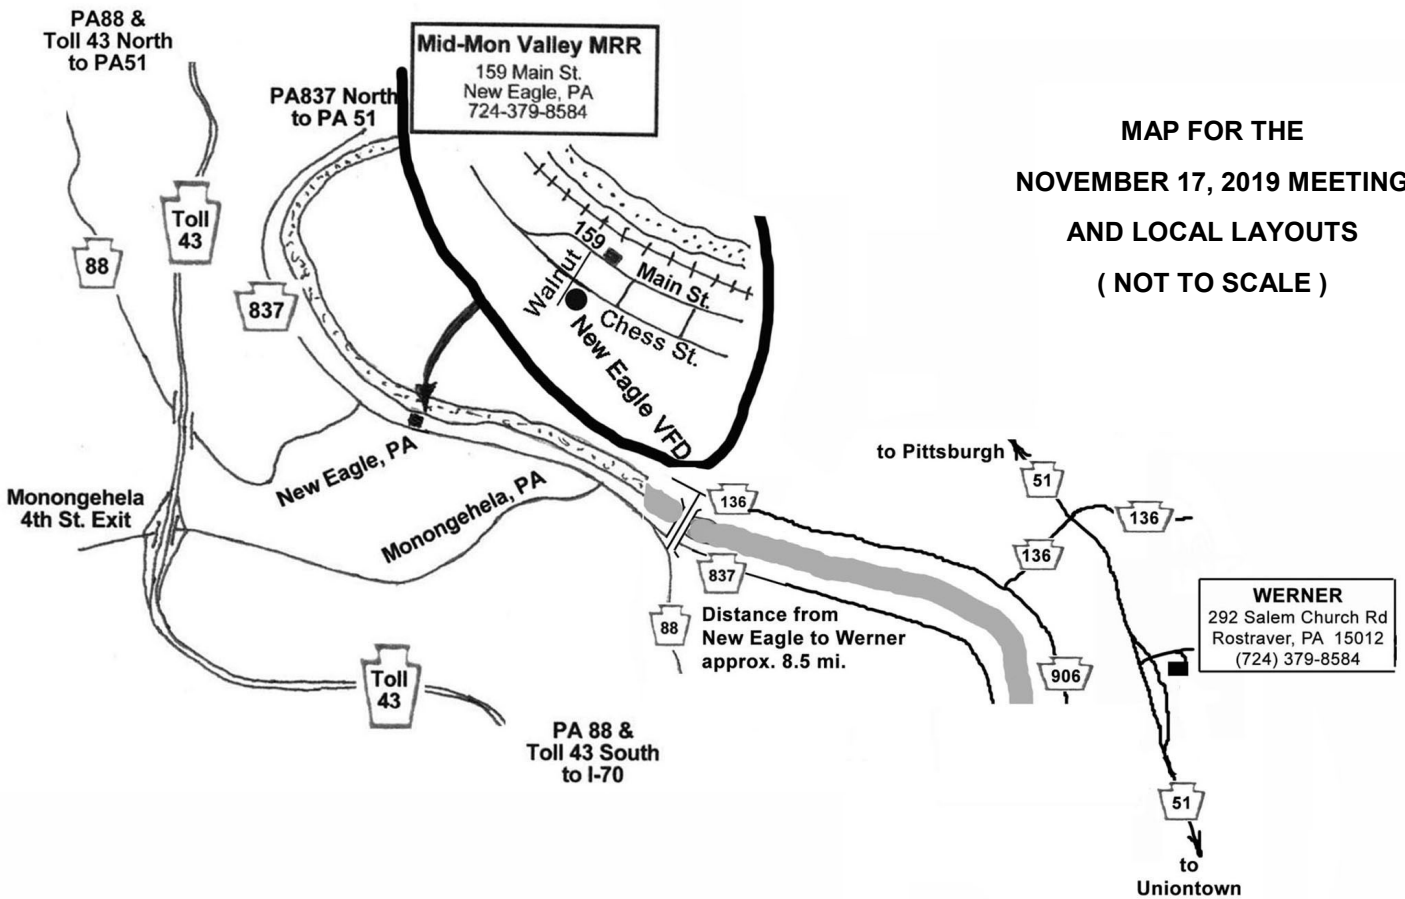 PA88 &
Toll 43 North
to PA51
Mid-Mon Valley MRR
159 Main St.
New Eagle, PA
724-379-8584
PA837 North
to PA 51
MAP FOR THE
NOVEMBER 17, 2019 MEETING
AND LOCAL LAYOUTS
( NOT TO SCALE )
Toll
43
88
837
159
Main St.
Walnut
Chess St.
New Eagle VFD
New Eagle, PA
Monongehela, PA
Monongehela
4th St. Exit
to Pittsburgh
51
136
136
136
837
88
Distance from
New Eagle to Werner
approx. 8.5 mi.
WERNER
292 Salem Church Rd
Rostraver, PA 15012
(724) 379-8584
906
Toll
43
PA 88 &
Toll 43 South
to I-70
51
to
Uniontown